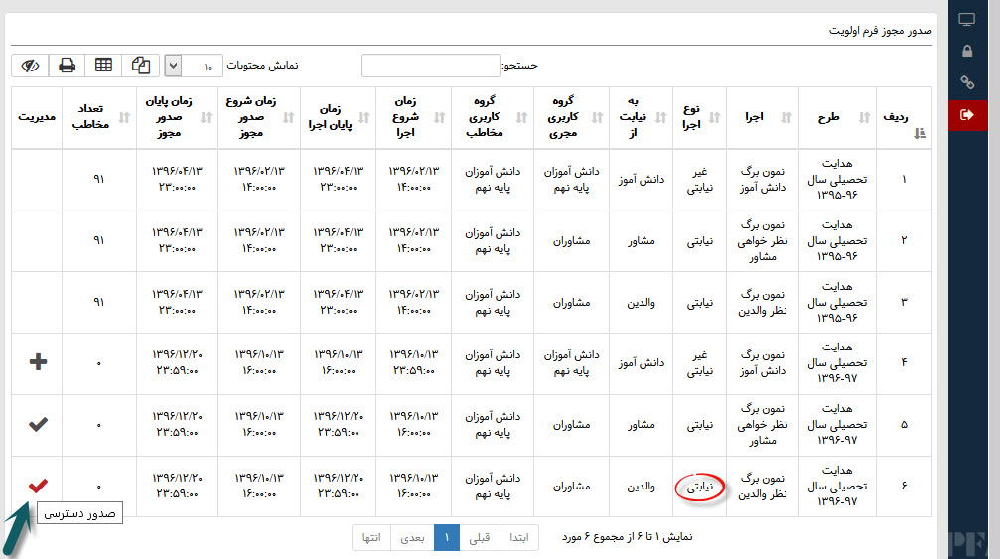 صدور مجوز فرم اولویت
نمایش محتویات ۱۰ جستجو:
ردیف طرح اجرا نوع اجرا به نیابت از گروه کاربری مجری گروه کاربری مخاطب زمان شروع اجرا زمان پایان اجرا زمان شروع صدور مجوز زمان پایان صدور مجوز تعداد مخاطب مدیریت
۱ هدایت تحصیلی سال ۱۳۹۵-۹۶ نمون برگ دانش آموز غیر نیابتی دانش آموز دانش آموزان پایه نهم دانش آموزان پایه نهم ۱۳۹۶/۰۲/۱۳ ۱۴:۰۰:۰۰ ۱۳۹۶/۰۴/۱۳ ۲۳:۰۰:۰۰ ۱۳۹۶/۰۲/۱۳ ۱۴:۰۰:۰۰ ۱۳۹۶/۰۴/۱۳ ۲۳:۰۰:۰۰ ۹۱
۲ هدایت تحصیلی سال ۱۳۹۵-۹۶ نمون برگ نظر خواهی مشاور نیابتی مشاور مشاوران دانش آموزان پایه نهم ۱۳۹۶/۰۲/۱۳ ۱۴:۰۰:۰۰ ۱۳۹۶/۰۴/۱۳ ۲۳:۰۰:۰۰ ۱۳۹۶/۰۲/۱۳ ۱۴:۰۰:۰۰ ۱۳۹۶/۰۴/۱۳ ۲۳:۰۰:۰۰ ۹۱
۳ هدایت تحصیلی سال ۱۳۹۵-۹۶ نمون برگ نظر والدین نیابتی والدین مشاوران دانش آموزان پایه نهم ۱۳۹۶/۰۲/۱۳ ۱۴:۰۰:۰۰ ۱۳۹۶/۰۴/۱۳ ۲۳:۰۰:۰۰ ۱۳۹۶/۰۲/۱۳ ۱۴:۰۰:۰۰ ۱۳۹۶/۰۴/۱۳ ۲۳:۰۰:۰۰ ۹۱
۴ هدایت تحصیلی سال ۱۳۹۶-۹۷ نمون برگ دانش آموز غیر نیابتی دانش آموز دانش آموزان پایه نهم دانش آموزان پایه نهم ۱۳۹۶/۱۰/۱۳ ۲۳:۵۹:۰۰ ۱۳۹۶/۱۰/۱۳ ۱۶:۰۰:۰۰ ۱۳۹۶/۱۰/۱۳ ۱۶:۰۰:۰۰ ۱۳۹۶/۱۲/۲۰ ۲۳:۵۹:۰۰ ۰
۵ هدایت تحصیلی سال ۱۳۹۶-۹۷ نمون برگ نظر خواهی مشاور نیابتی مشاور مشاوران دانش آموزان پایه نهم ۱۳۹۶/۱۰/۱۳ ۱۶:۰۰:۰۰ ۱۳۹۶/۱۲/۲۰ ۲۳:۵۹:۰۰ ۱۳۹۶/۱۰/۱۳ ۱۶:۰۰:۰۰ ۱۳۹۶/۱۲/۲۰ ۲۳:۵۹:۰۰ ۰
۶ هدایت تحصیلی سال ۱۳۹۶-۹۷ نمون برگ نظر والدین نیابتی والدین مشاوران دانش آموزان پایه نهم ۱۳۹۶/۱۰/۱۳ ۱۶:۰۰:۰۰ ۱۳۹۶/۱۲/۲۰ ۲۳:۵۹:۰۰ ۱۳۹۶/۱۰/۱۳ ۱۶:۰۰:۰۰ ۱۳۹۶/۱۲/۲۰ ۲۳:۵۹:۰۰ ۰
صدور دسترسی
نمایش ۱ تا ۶ از مجموع ۶ مورد
ابتدا قبلی ۱ بعدی انتها